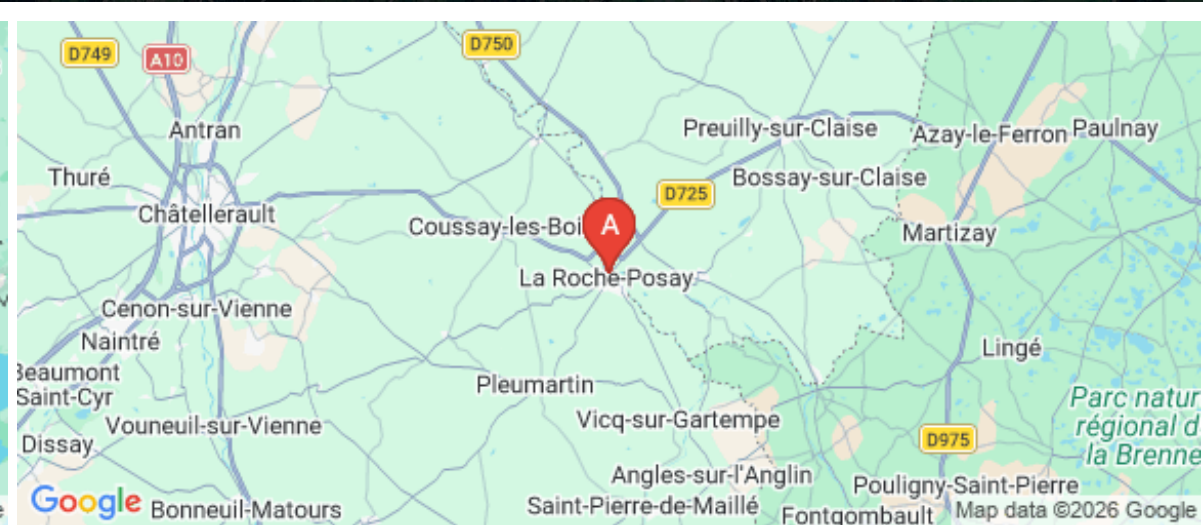 D749
A10
D750
Antran
Preuilly-sur-Claise
Azay-le-Ferron
Paulnay
Thuré
Bossay-sur-Claise
D725
Châtellerault
Coussay-les-Boi
A
Martizay
La Roche-Posay
Cenon-sur-Vienne
Naintré
Lingé
Beaumont
Saint-Cyr
Pleumartin
Parc natur
régional d
la Brenne
Vouneuil-sur-Vienne
Vicq-sur-Gartempe
Dissay
D975
Angles-sur-l'Anglin
Pouligny-Saint-Pierre
Google
Bonneuil-Matours
Saint-Pierre-de-Maillé
Fontgombault
Map data ©2026 Google